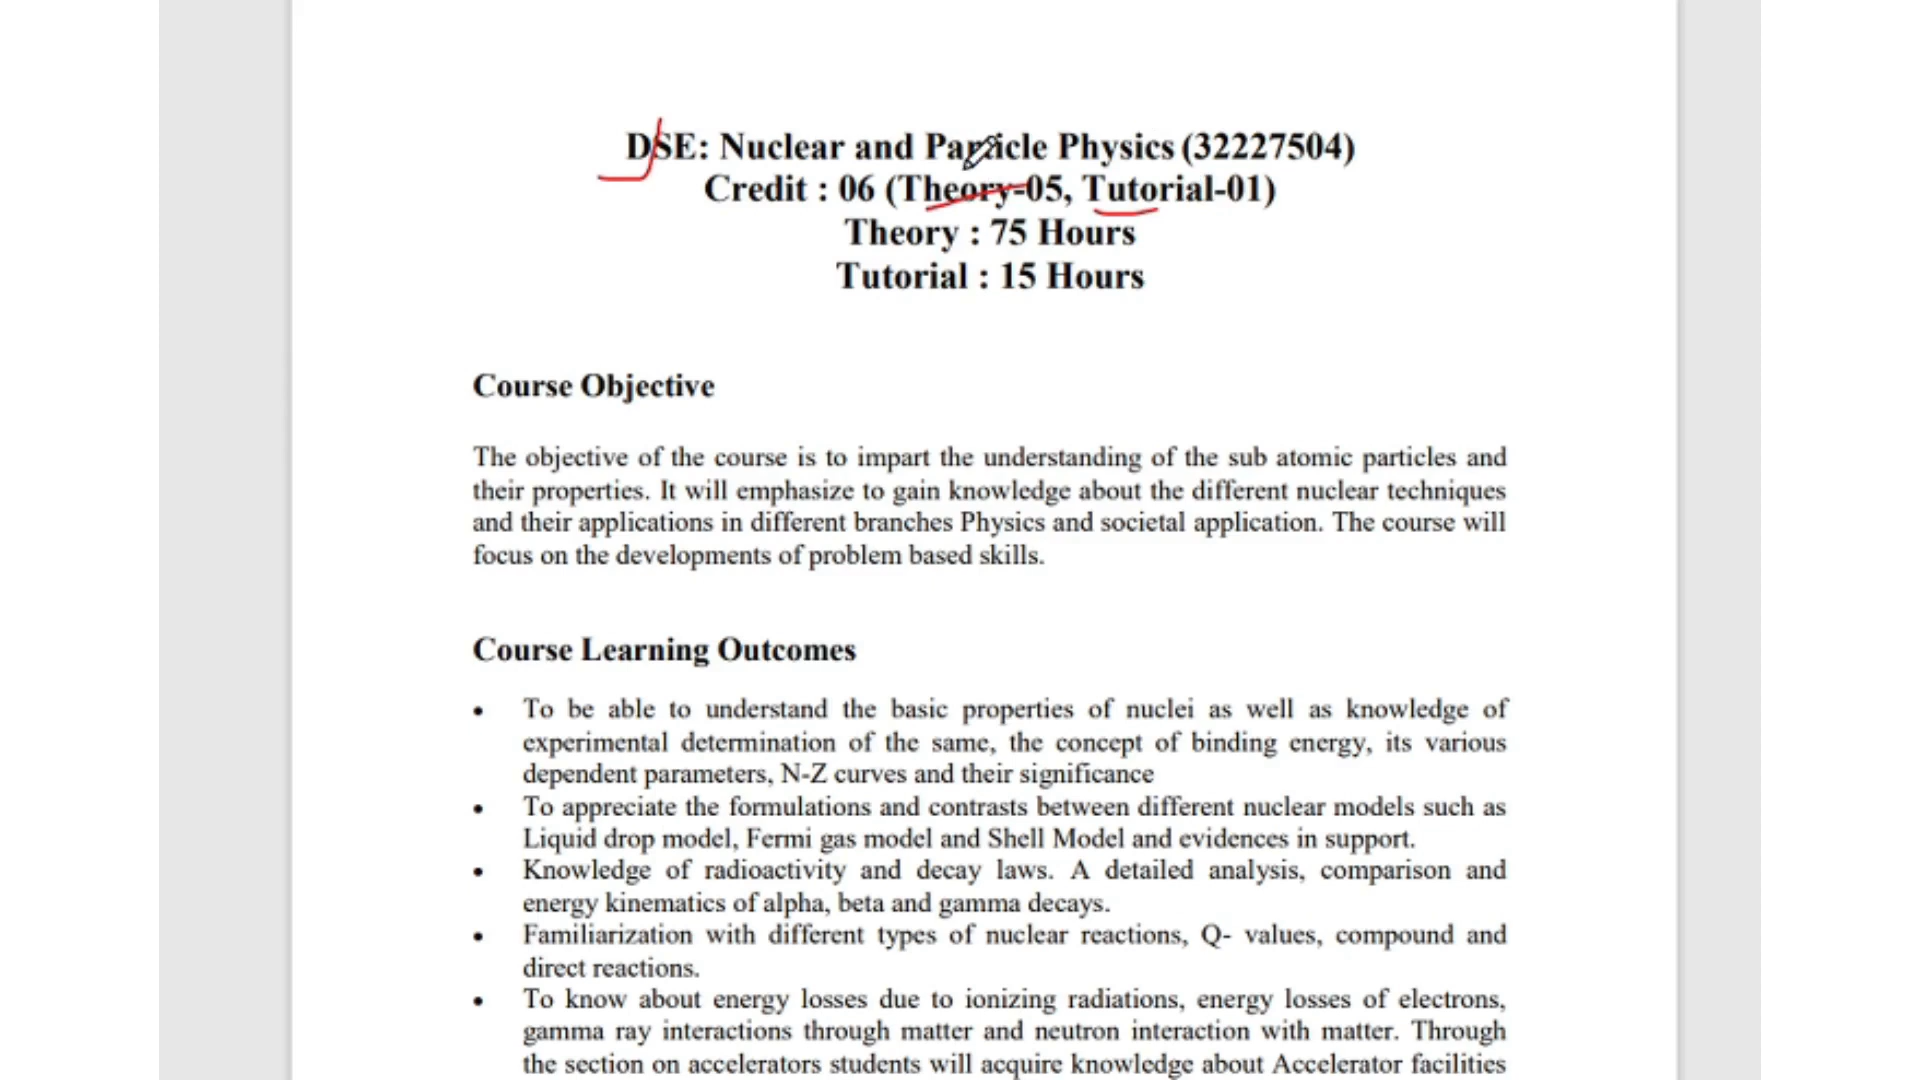 DSE: Nuclear and Particle Physics (32227504)
Credit : 06 (Theory-05, Tutorial-01)
Theory : 75 Hours
Tutorial : 15 Hours
Course Objective
The objective of the course is to impart the understanding of the sub atomic particles and
their properties. It will emphasize to gain knowledge about the different nuclear techniques
and their applications in different branches Physics and societal application. The course will
focus on the developments of problem based skills.
Course Learning Outcomes
• To be able to understand the basic properties of nuclei as well as knowledge of
experimental determination of the same, the concept of binding energy, its various
dependent parameters, N-Z curves and their significance
• To appreciate the formulations and contrasts between different nuclear models such as
Liquid drop model, Fermi gas model and Shell Model and evidences in support.
• Knowledge of radioactivity and decay laws. A detailed analysis, comparison and
energy kinematics of alpha, beta and gamma decays.
• Familiarization with different types of nuclear reactions, Q- values, compound and
direct reactions.
• To know about energy losses due to ionizing radiations, energy losses of electrons,
gamma ray interactions through matter and neutron interaction with matter. Through
the section on accelerators students will acquire knowledge about Accelerator facilities